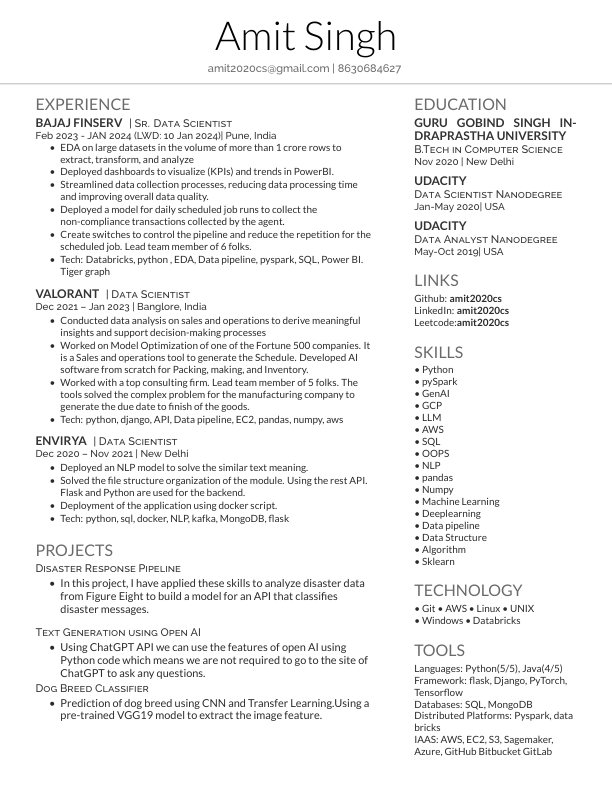 Amit Singh
amit2020cs@gmail.com | 8630684627
EXPERIENCE
BAJAJ FINSERV | Sr. Data Scientist
Feb 2023 - JAN 2024 (LWD: 10 Jan 2024)| Pune, India
• EDA on large datasets in the volume of more than 1 crore rows to
extract, transform, and analyze
• Deployed dashboards to visualize (KPIs) and trends in PowerBI.
• Streamlined data collection processes, reducing data processing time
and improving overall data quality.
• Deployed a model for daily scheduled job runs to collect the
non-compliance transactions collected by the agent.
• Create switches to control the pipeline and reduce the repetition for the
scheduled job. Lead team member of 6 folks.
• Tech: Databricks, python , EDA, Data pipeline, pyspark, SQL, Power BI.
Tiger graph
VALORANT | Data Scientist
Dec 2021 – Jan 2023 | Banglore, India
• Conducted data analysis on sales and operations to derive meaningful
insights and support decision-making processes
• Worked on Model Optimization of one of the Fortune 500 companies. It
is a Sales and operations tool to generate the Schedule. Developed AI
software from scratch for Packing, making, and Inventory.
• Worked with a top consulting firm. Lead team member of 5 folks. The
tools solved the complex problem for the manufacturing company to
generate the due date to finish of the goods.
• Tech: python, django, API, Data pipeline, EC2, pandas, numpy, aws
ENVIRYA | Data Scientist
Dec 2020 – Nov 2021 | New Delhi
• Deployed an NLP model to solve the similar text meaning.
• Solved the file structure organization of the module. Using the rest API.
Flask and Python are used for the backend.
• Deployment of the application using docker script.
• Tech: python, sql, docker, NLP, kafka, MongoDB, flask
PROJECTS
Disaster Response Pipeline
• In this project, I have applied these skills to analyze disaster data
from Figure Eight to build a model for an API that classifies
disaster messages.
Text Generation using Open AI
• Using ChatGPT API we can use the features of open AI using
Python code which means we are not required to go to the site of
ChatGPT to ask any questions.
Dog Breed Classifier
• Prediction of dog breed using CNN and Transfer Learning.Using a
pre-trained VGG19 model to extract the image feature.
EDUCATION
GURU GOBIND SINGH IN-
DRAPRASTHA UNIVERSITY
B.Tech in Computer Science
Nov 2020 | New Delhi
UDACITY
Data Scientist Nanodegree
Jan-May 2020| USA
UDACITY
Data Analyst Nanodegree
May-Oct 2019| USA
LINKS
Github: amit2020cs
LinkedIn: amit2020cs
Leetcode:amit2020cs
SKILLS
• Python
• pySpark
• GenAI
• GCP
• LLM
• AWS
• SQL
• OOPS
• NLP
• pandas
• Numpy
• Machine Learning
• Deeplearning
• Data pipeline
• Data Structure
• Algorithm
• Sklearn
TECHNOLOGY
• Git • AWS • Linux • UNIX
• Windows • Databricks
TOOLS
Languages: Python(5/5), Java(4/5)
Framework: flask, Django, PyTorch,
Tensorflow
Databases: SQL, MongoDB
Distributed Platforms: Pyspark, data
bricks
IAAS: AWS, EC2, S3, Sagemaker,
Azure, GitHub Bitbucket GitLab